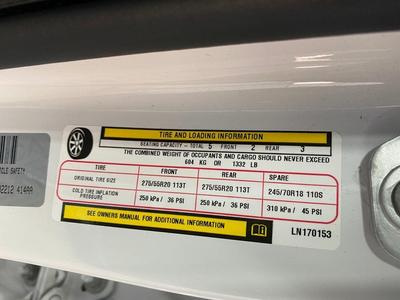 TIRE AND LOADING INFORMATION
SEATING CAPACITY - TOTAL 5 FRONT 2 REAR 3
THE COMBINED WEIGHT OF OCCUPANTS AND CARGO SHOULD NEVER EXCEED
604 KG OR 1332 LB
TIRE FRONT REAR SPARE
ORIGINAL TIRE SIZE 275/55R20 113T 275/55R20 113T 245/70R18 110S
COLD TIRE INFLATION PRESSURE 250 kPa / 36 PSI 250 kPa / 36 PSI 310 kPa / 45 PSI
SEE OWNERS MANUAL FOR ADDITIONAL INFORMATION
LN170153
SAFETY
2212 414AA